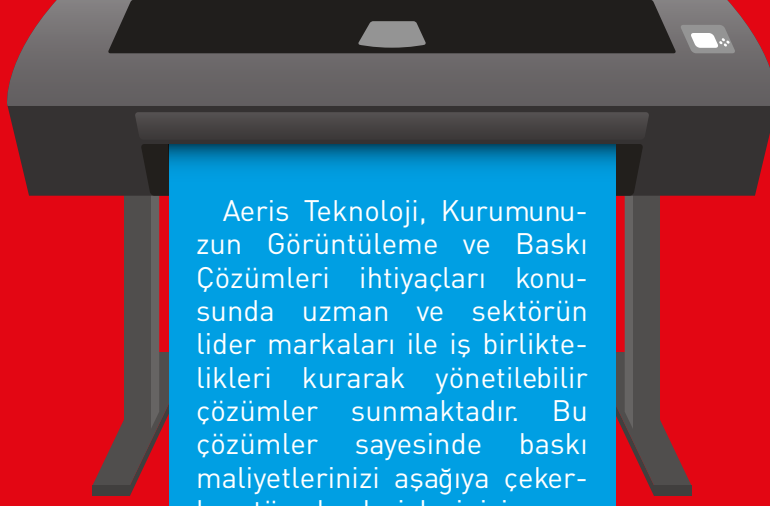 Aeris Teknoloji, Kurumunu-
zun Görüntüleme ve Baskı
Çözümleri ihtiyaçları konu-
sunda uzman ve sektörün
lider markaları ile iş birlikte-
likleri kurarak yönetilebilir
çözümler sunmaktadır. Bu
çözümler sayesinde baskı
maliyetlerinizi aşağıya çeker-